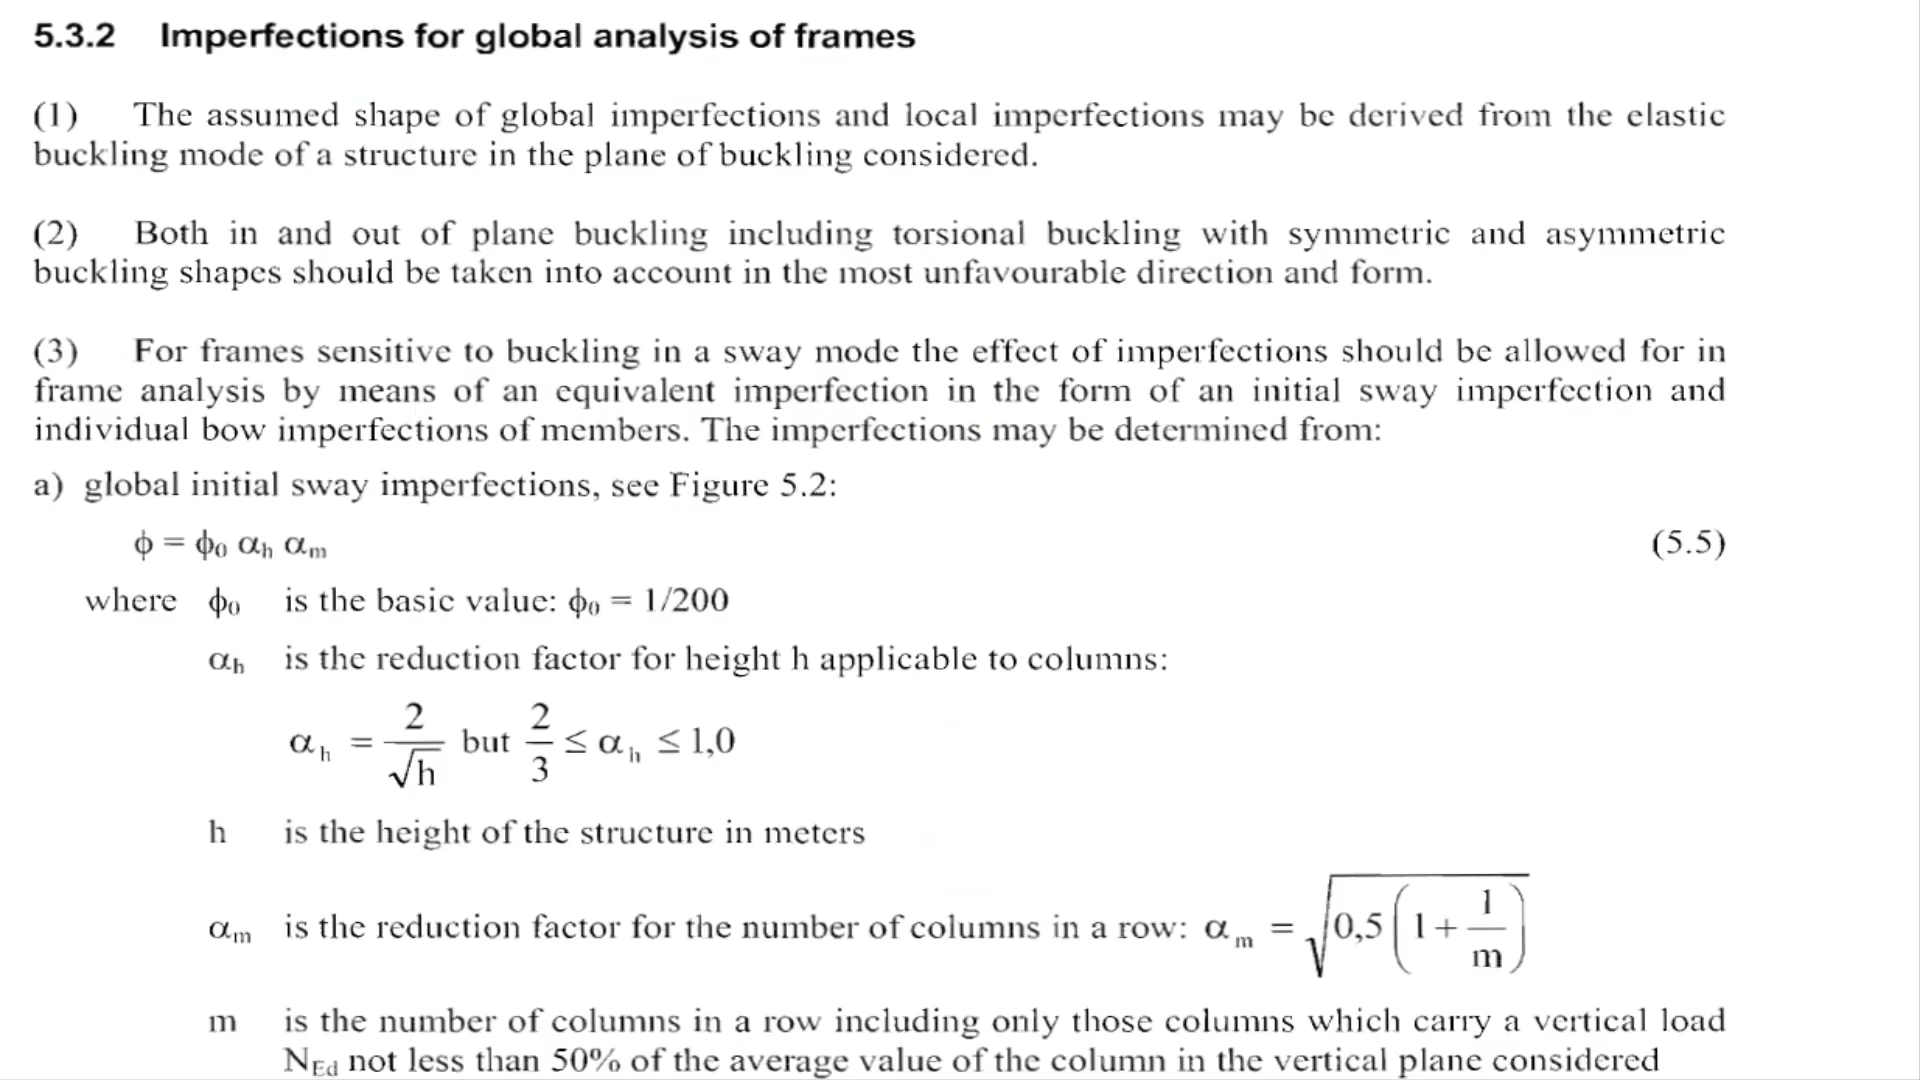 5.3.2 Imperfections for global analysis of frames
(1) The assumed shape of global imperfections and local imperfections may be derived from the elastic
buckling mode of a structure in the plane of buckling considered.
(2) Both in and out of plane buckling including torsional buckling with symmetric and asymmetric
buckling shapes should be taken into account in the most unfavourable direction and form.
(3) For frames sensitive to buckling in a sway mode the effect of imperfections should be allowed for in
frame analysis by means of an equivalent imperfection in the form of an initial sway imperfection and
individual bow imperfections of members. The imperfections may be determined from:
a) global initial sway imperfections, see Figure 5.2:
ϕ = ϕ₀ αₕ αₘ (5.5)
where ϕ₀ is the basic value: ϕ₀ = 1/200
αₕ is the reduction factor for height h applicable to columns:
αₕ = 2/√h but 2/3 ≤ αₕ ≤ 1,0
h is the height of the structure in meters
αₘ is the reduction factor for the number of columns in a row: αₘ = √(0,5(1 + 1/m))
m is the number of columns in a row including only those columns which carry a vertical load
N_Ed not less than 50% of the average value of the column in the vertical plane considered